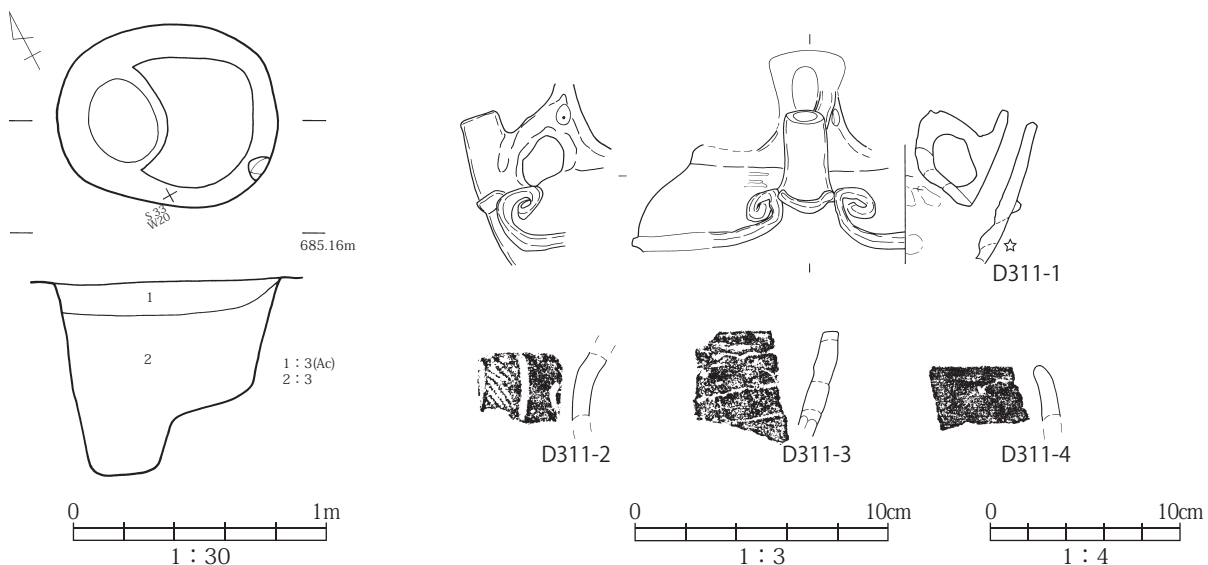 S 33
W20
685.16m
1
2
1：3(Ac)
2：3
☆
D311-1
D311-2
D311-3
D311-4
0 1m
1：30
0 10cm
1：3
0 10cm
1：4